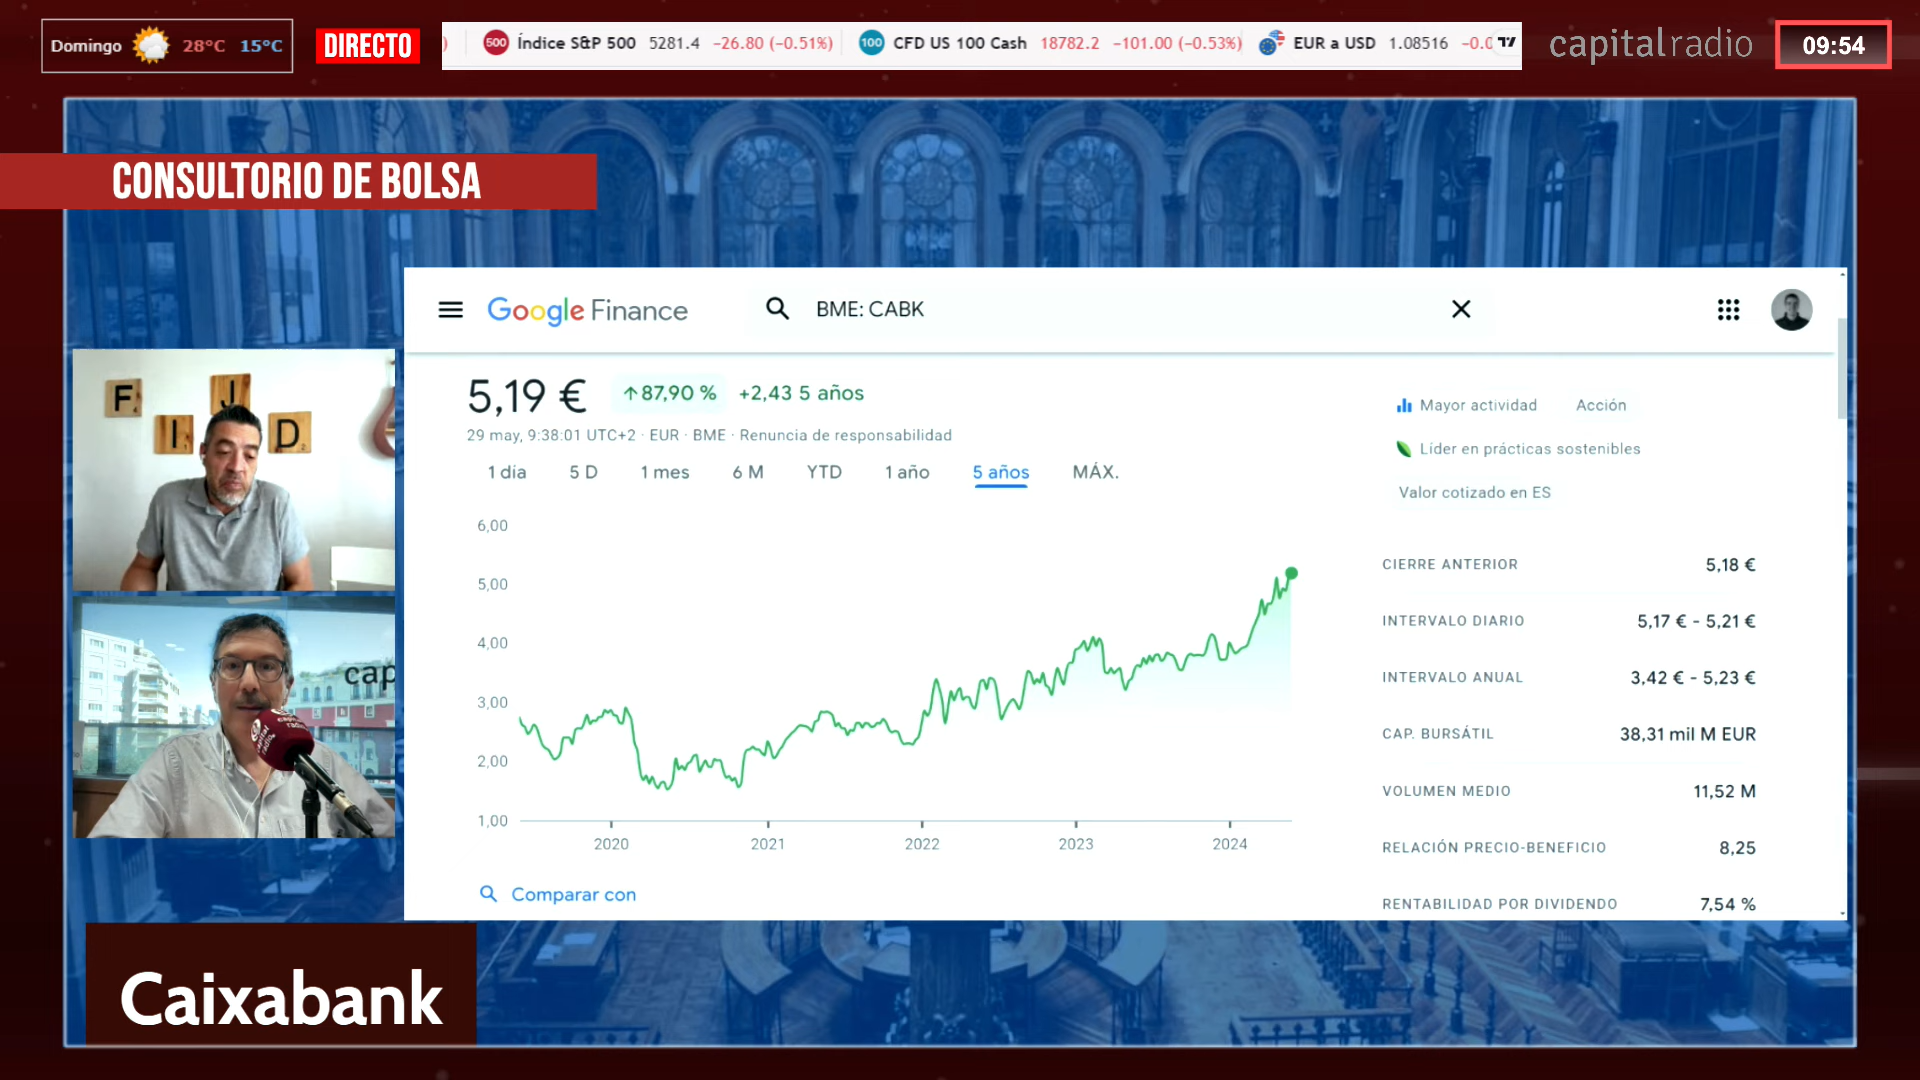 Domingo 28°C 15°C
DIRECTO
) 500 Índice S&P 500 5281.4 −26.80 (−0.51%) 100 CFD US 100 Cash 18782.2 −101.00 (−0.53%) EUR a USD 1.08516 −0.0
capitalradio
09:54
CONSULTORIO DE BOLSA
Google Finance
BME: CABK
5,19 € ↑87,90 % +2,43 5 años
29 may, 9:38:01 UTC+2 · EUR · BME · Renuncia de responsabilidad
1 día 5 D 1 mes 6 M YTD 1 año 5 años MÁX.
6,00
5,00
4,00
3,00
2,00
1,00
2020 2021 2022 2023 2024
Comparar con
Mayor actividad Acción
Líder en prácticas sostenibles
Valor cotizado en ES
CIERRE ANTERIOR 5,18 €
INTERVALO DIARIO 5,17 € - 5,21 €
INTERVALO ANUAL 3,42 € - 5,23 €
CAP. BURSÁTIL 38,31 mil M EUR
VOLUMEN MEDIO 11,52 M
RELACIÓN PRECIO-BENEFICIO 8,25
RENTABILIDAD POR DIVIDENDO 7,54 %
F J
I D
cap
capital
radio
Caixabank